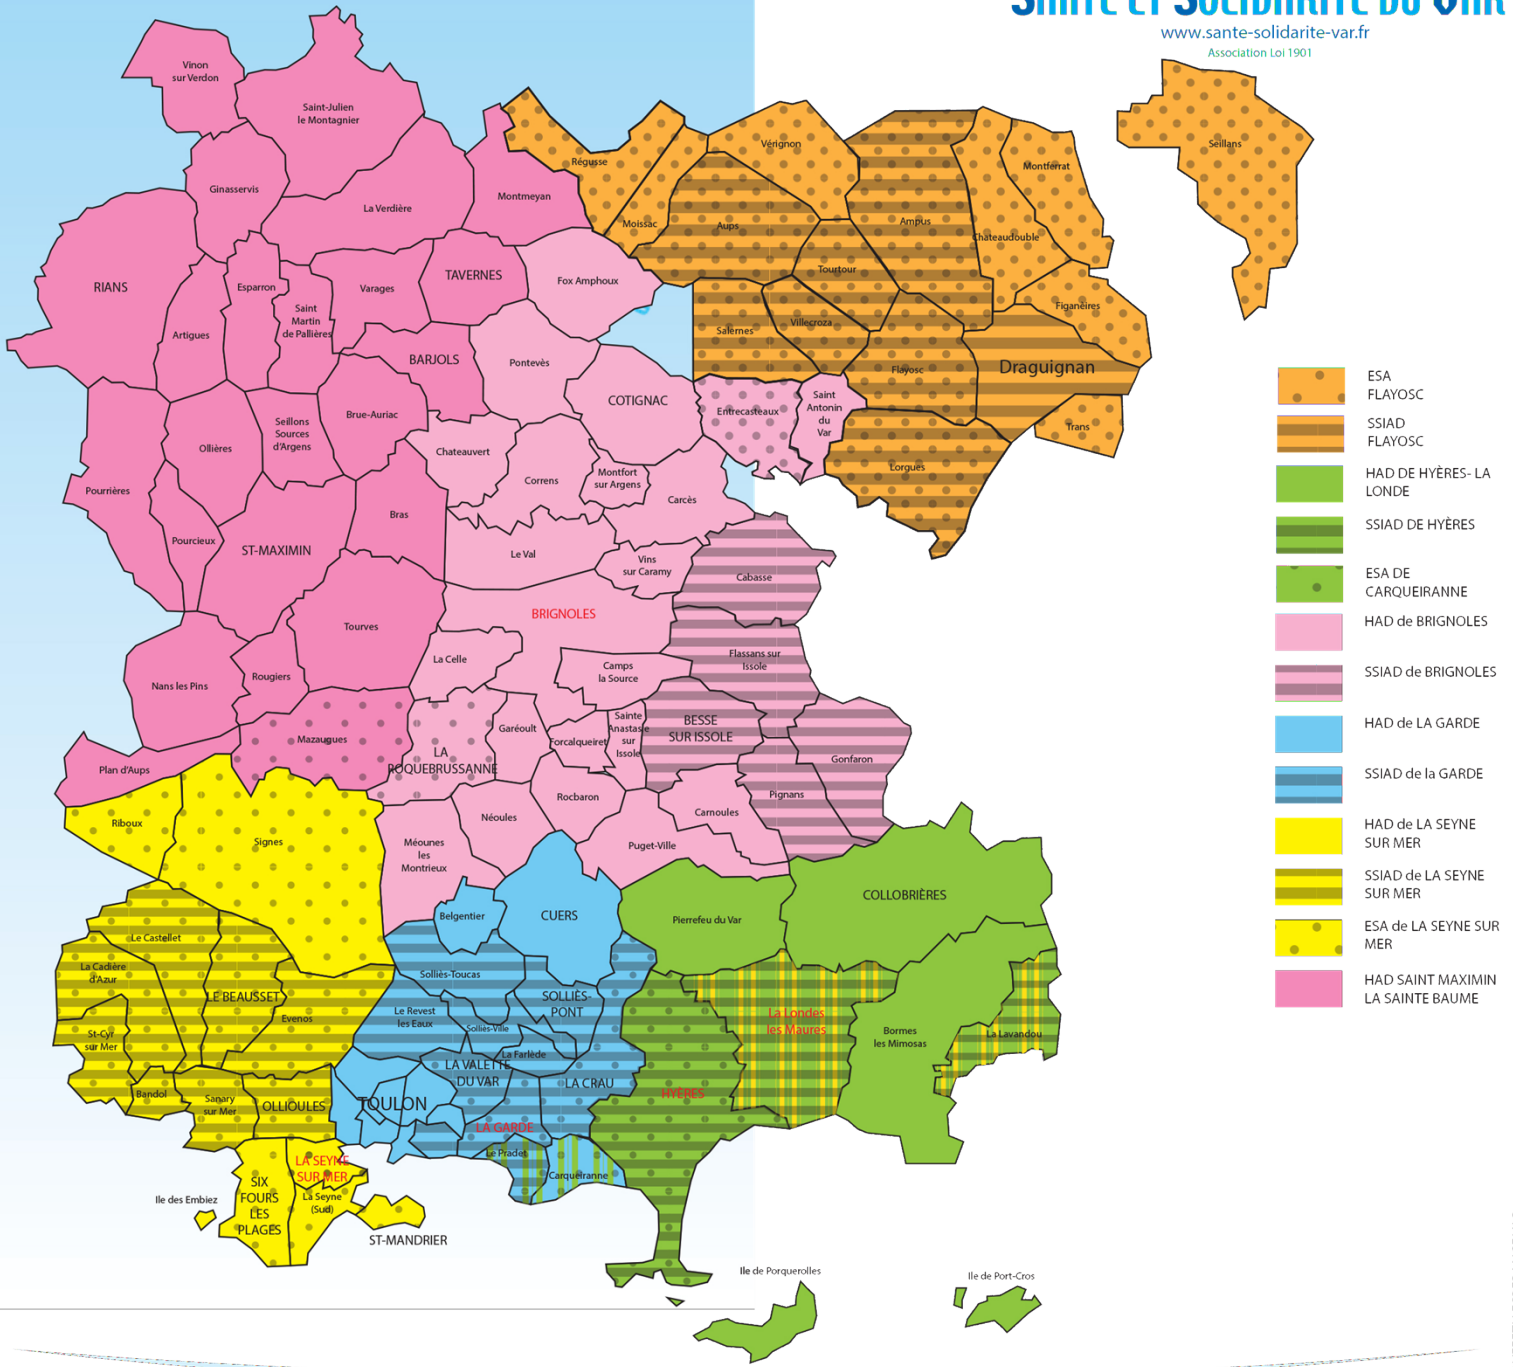 SANTÉ ET SOLIDARITÉ DU VAR
www.sante-solidarite-var.fr
Association Loi 1901
Vinon
sur Verdon
Saint-Julien
le Montagnier
Ginasservis
La Verdière
Montmeyan
Régusse
Moissac
Vérignon
Aups
Ampus
Montferrat
Chateaudouble
Seillans
RIANS
Artigues
Esparron
Saint
Martin
de Pallières
Varages
TAVERNES
Fox Amphoux
Tourtour
Villecroza
Salernes
Figanèires
Flayosc
Draguignan
Trans
BARJOLS
Pontevès
COTIGNAC
Entrecasteaux
Saint
Antonin
du
Var
Lorgues
Brue-Auriac
Seillons
Sources
d'Argens
Ollières
Chateauvert
Correns
Montfort
sur Argens
Carcès
Pourrières
Pourcieux
ST-MAXIMIN
Bras
Le Val
Vins
sur Caramy
Cabasse
BRIGNOLES
Tourves
La Celle
Camps
la Source
Flassans sur
Issole
Nans les Pins
Rougiers
Mazaugues
LA
ROQUEBRUSSANNE
Garéoult
Forcalqueiret
Sainte
Anastasie
sur
Issole
BESSE
SUR ISSOLE
Gonfaron
Pignans
Plan d'Aups
Riboux
Signes
Méounes
les
Montrieux
Néoules
Rocbaron
Carnoules
Puget-Ville
Belgentier
CUERS
Pierrefeu du Var
COLLOBRIÈRES
Le Castellet
La Cadière
d'Azur
LE BEAUSSET
Evenos
St-Cyr
sur Mer
Bandol
Sanary
sur Mer
OLLIOULES
Solliès-Toucas
Le Revest
les Eaux
SOLLIÈS-
PONT
Solliès-Ville
La Farlède
LA VALETTE
DU VAR
LA CRAU
TOULON
LA GARDE
Le Pradet
Carqueiranne
HYÈRES
La Londes
les Maures
Bormes
les Mimosas
La Lavandou
LA SEYNE
SUR MER
La Seyne
(Sud)
SIX
FOURS
LES
PLAGES
Ile des Embiez
ST-MANDRIER
Ile de Porquerolles
Ile de Port-Cros
ESA
FLAYOSC
SSIAD
FLAYOSC
HAD DE HYÈRES- LA
LONDE
SSIAD DE HYÈRES
ESA DE
CARQUEIRANNE
HAD de BRIGNOLES
SSIAD de BRIGNOLES
HAD de LA GARDE
SSIAD de la GARDE
HAD de LA SEYNE
SUR MER
SSIAD de LA SEYNE
SUR MER
ESA de LA SEYNE SUR
MER
HAD SAINT MAXIMIN
LA SAINTE BAUME